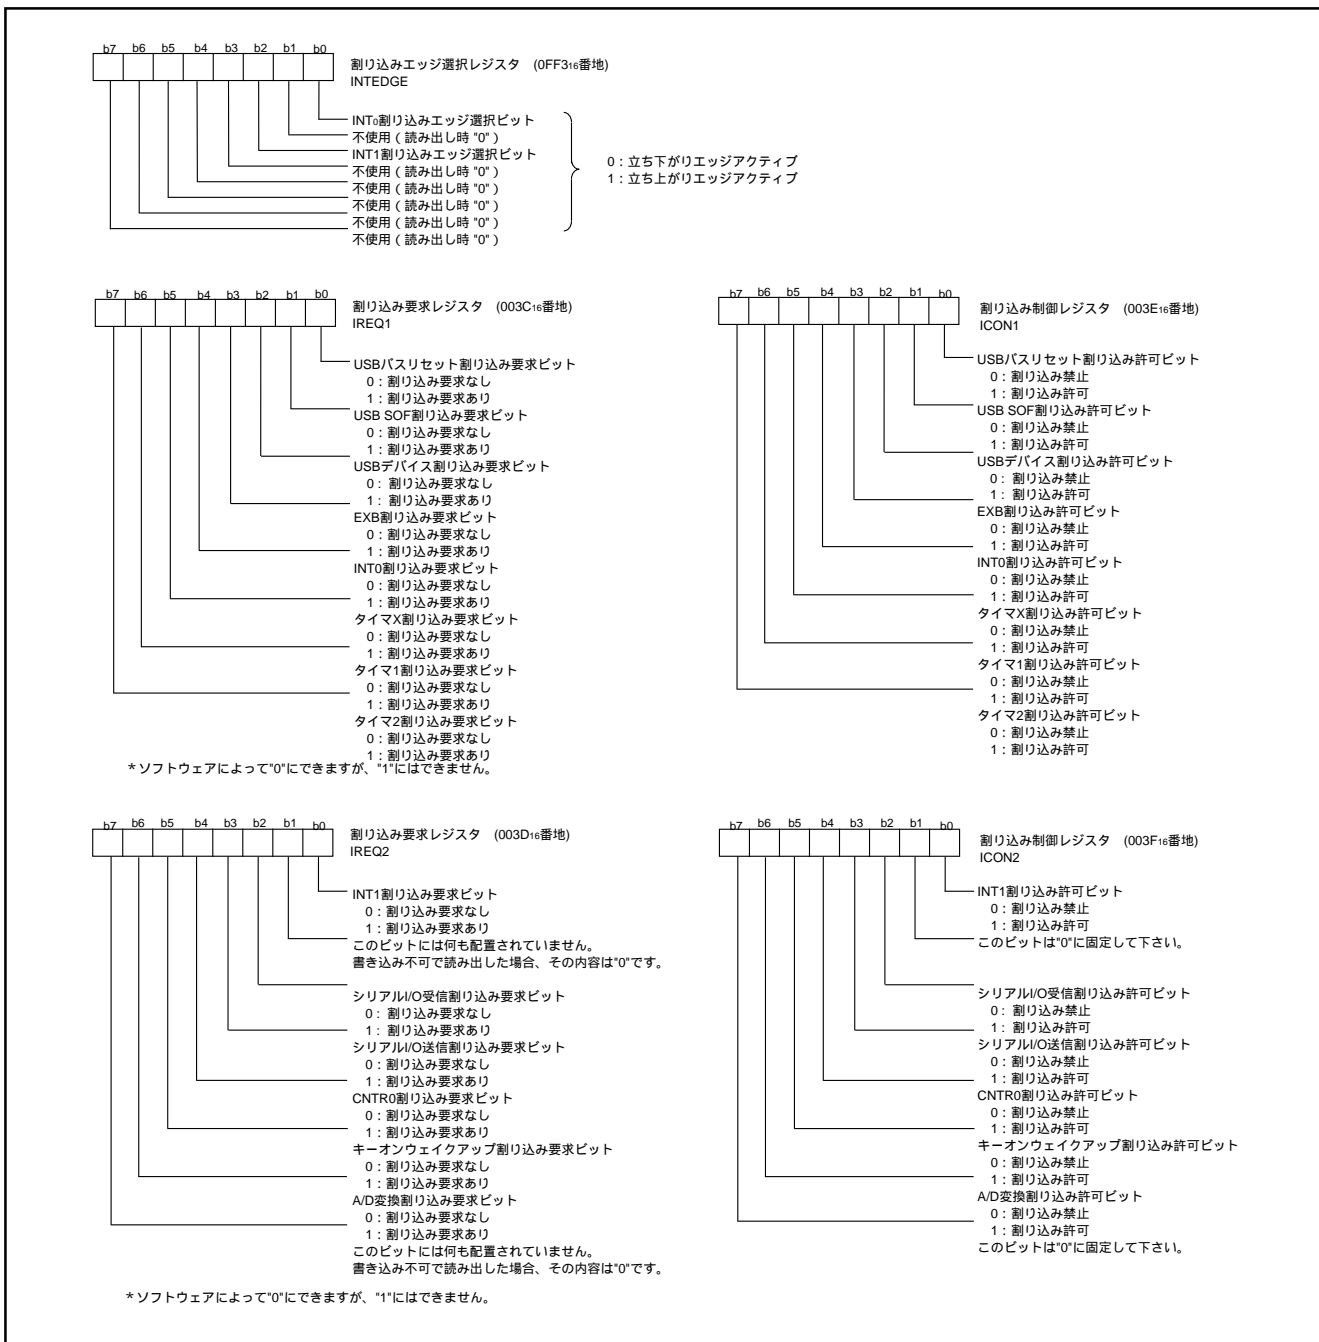 b7 b6 b5 b4 b3 b2 b1 b0
割り込みエッジ選択レジスタ (0FF316番地)
INTEDGE
INT0割り込みエッジ選択ビット
不使用 ( 読み出し時 "0" )
INT1割り込みエッジ選択ビット
不使用 ( 読み出し時 "0" )
不使用 ( 読み出し時 "0" )
不使用 ( 読み出し時 "0" )
不使用 ( 読み出し時 "0" )
不使用 ( 読み出し時 "0" )
0 : 立ち下がりエッジアクティブ
1 : 立ち上がりエッジアクティブ
b7 b6 b5 b4 b3 b2 b1 b0
割り込み要求レジスタ (003C16番地)
IREQ1
USBバスリセット割り込み要求ビット
0 : 割り込み要求なし
1 : 割り込み要求あり
USB SOF割り込み要求ビット
0 : 割り込み要求なし
1 : 割り込み要求あり
USBデバイス割り込み要求ビット
0 : 割り込み要求なし
1 : 割り込み要求あり
EXB割り込み要求ビット
0 : 割り込み要求なし
1 : 割り込み要求あり
INT0割り込み要求ビット
0 : 割り込み要求なし
1 : 割り込み要求あり
タイマX割り込み要求ビット
0 : 割り込み要求なし
1 : 割り込み要求あり
タイマ1割り込み要求ビット
0 : 割り込み要求なし
1 : 割り込み要求あり
タイマ2割り込み要求ビット
0 : 割り込み要求なし
1 : 割り込み要求あり
*ソフトウェアによって"0"にできますが、"1"にはできません。
b7 b6 b5 b4 b3 b2 b1 b0
割り込み制御レジスタ (003E16番地)
ICON1
USBバスリセット割り込み許可ビット
0 : 割り込み禁止
1 : 割り込み許可
USB SOF割り込み許可ビット
0 : 割り込み禁止
1 : 割り込み許可
USBデバイス割り込み許可ビット
0 : 割り込み禁止
1 : 割り込み許可
EXB割り込み許可ビット
0 : 割り込み禁止
1 : 割り込み許可
INT0割り込み許可ビット
0 : 割り込み禁止
1 : 割り込み許可
タイマX割り込み許可ビット
0 : 割り込み禁止
1 : 割り込み許可
タイマ1割り込み許可ビット
0 : 割り込み禁止
1 : 割り込み許可
タイマ2割り込み許可ビット
0 : 割り込み禁止
1 : 割り込み許可
b7 b6 b5 b4 b3 b2 b1 b0
割り込み要求レジスタ (003D16番地)
IREQ2
INT1割り込み要求ビット
0 : 割り込み要求なし
1 : 割り込み要求あり
このビットには何も配置されていません。
書き込み不可で読み出した場合、その内容は"0"です。
シリアルI/O受信割り込み要求ビット
0 : 割り込み要求なし
1 : 割り込み要求あり
シリアルI/O送信割り込み要求ビット
0 : 割り込み要求なし
1 : 割り込み要求あり
CNTR0割り込み要求ビット
0 : 割り込み要求なし
1 : 割り込み要求あり
キーオンウェイクアップ割り込み要求ビット
0 : 割り込み要求なし
1 : 割り込み要求あり
A/D変換割り込み要求ビット
0 : 割り込み要求なし
1 : 割り込み要求あり
このビットには何も配置されていません。
書き込み不可で読み出した場合、その内容は"0"です。
*ソフトウェアによって"0"にできますが、"1"にはできません。
b7 b6 b5 b4 b3 b2 b1 b0
割り込み制御レジスタ (003F16番地)
ICON2
INT1割り込み許可ビット
0 : 割り込み禁止
1 : 割り込み許可
このビットは"0"に固定して下さい。
シリアルI/O受信割り込み許可ビット
0 : 割り込み禁止
1 : 割り込み許可
シリアルI/O送信割り込み許可ビット
0 : 割り込み禁止
1 : 割り込み許可
CNTR0割り込み許可ビット
0 : 割り込み禁止
1 : 割り込み許可
キーオンウェイクアップ割り込み許可ビット
0 : 割り込み禁止
1 : 割り込み許可
A/D変換割り込み許可ビット
0 : 割り込み禁止
1 : 割り込み許可
このビットは"0"に固定して下さい。